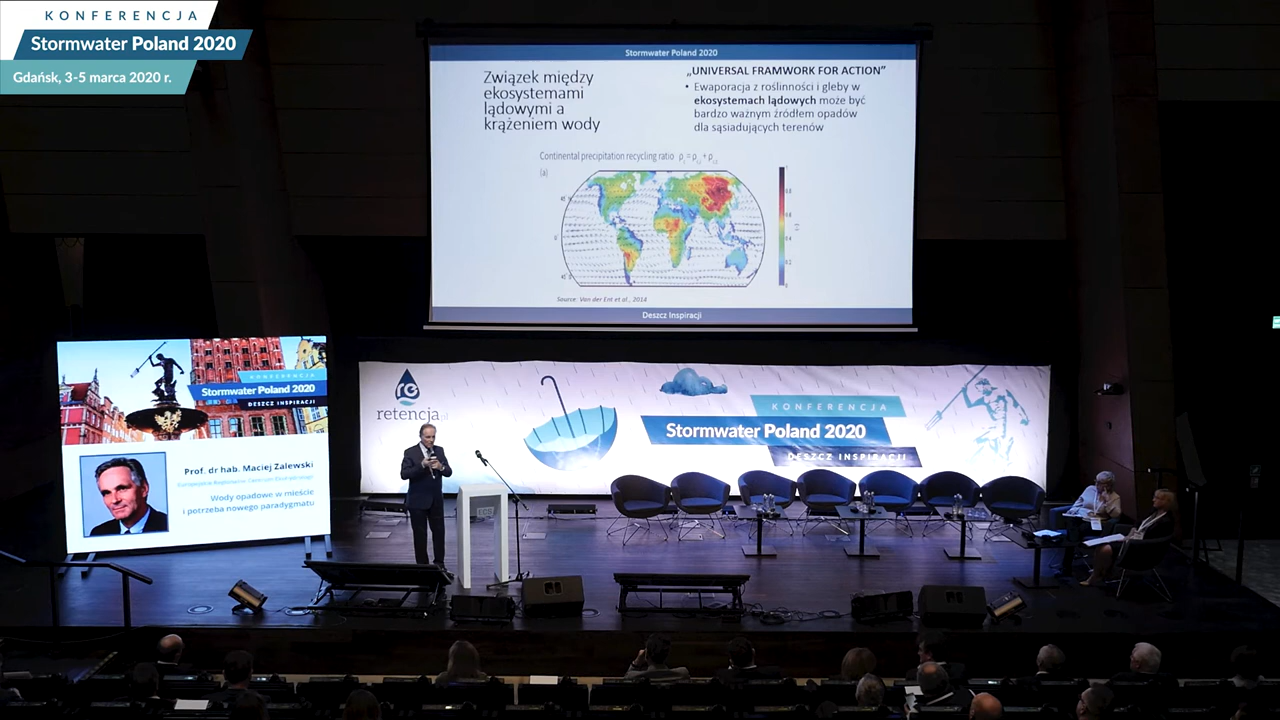 KONFERENCJA
Stormwater Poland 2020
Gdańsk, 3-5 marca 2020 r.
Stormwater Poland 2020
Związek między
ekosystemami
lądowymi a
krążeniem wody
„UNIVERSAL FRAMWORK FOR ACTION”
• Ewaporacja z roślinności i gleby w
ekosystemach lądowych może być
bardzo ważnym źródłem opadów
dla sąsiadujących terenów
Continental precipitation recycling ratio
(a)
Source: Van der Ent et al., 2014
Deszcz Inspiracji
KONFERENCJA
Stormwater Poland 2020
DESZCZ INSPIRACJI
Prof. dr hab. Maciej Zalewski
Wody opadowe w mieście
i potrzeba nowego paradygmatu
retencja.pl
KONFERENCJA
Stormwater Poland 2020
DESZCZ INSPIRACJI
ECS